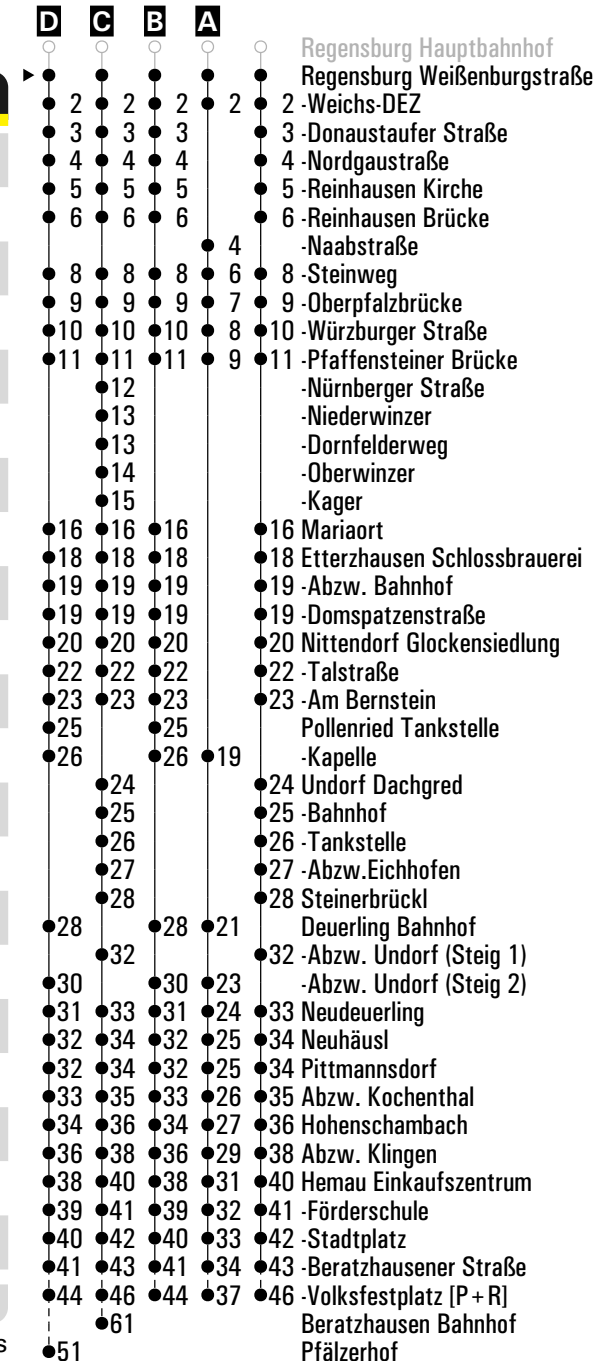 D C B A
Regensburg Hauptbahnhof
Regensburg Weißenburgstraße
2 2 2 2 2 -Weichs-DEZ
3 3 3 3 -Donaustaufer Straße
4 4 4 4 -Nordgaustraße
5 5 5 5 -Reinhausen Kirche
6 6 6 6 -Reinhausen Brücke
4 -Naabstraße
8 8 8 6 8 -Steinweg
9 9 9 7 9 -Oberpfalzbrücke
10 10 10 8 10 -Würzburger Straße
11 11 11 9 11 -Pfaffensteiner Brücke
12 -Nürnberger Straße
13 -Niederwinzer
13 -Dornfelderweg
14 -Oberwinzer
15 -Kager
16 16 16 16 Mariaort
18 18 18 18 Etterzhausen Schlossbrauerei
19 19 19 19 -Abzw. Bahnhof
19 19 19 19 -Domspatzenstraße
20 20 20 20 Nittendorf Glockensiedlung
22 22 22 22 -Talstraße
23 23 23 23 -Am Bernstein
25 25 Pollenried Tankstelle
26 26 19 -Kapelle
24 24 Undorf Dachgred
25 25 -Bahnhof
26 26 -Tankstelle
27 27 -Abzw.Eichhofen
28 28 Steinerbrückl
28 28 21 Deuerling Bahnhof
32 32 -Abzw. Undorf (Steig 1)
30 30 23 -Abzw. Undorf (Steig 2)
31 33 31 24 33 Neudeuerling
32 34 32 25 34 Neuhäusl
32 34 32 25 34 Pittmannsdorf
33 35 33 26 35 Abzw. Kochenthal
34 36 34 27 36 Hohenschambach
36 38 36 29 38 Abzw. Klingen
38 40 38 31 40 Hemau Einkaufszentrum
39 41 39 32 41 -Förderschule
40 42 40 33 42 -Stadtplatz
41 43 41 34 43 -Beratzhausener Straße
44 46 44 37 46 -Volksfestplatz [P+R]
61 Beratzhausen Bahnhof
s 51 Pfälzerhof